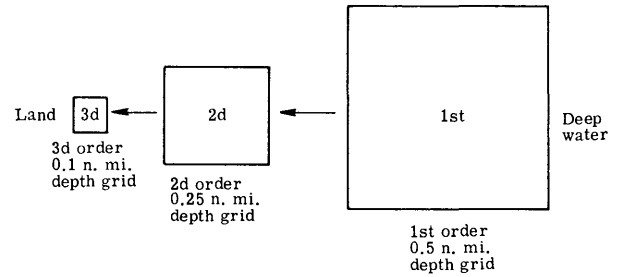 Land
3d
2d
1st
Deep
water
3d order
0.1 n. mi.
depth grid
2d order
0.25 n. mi.
depth grid
1st order
0.5 n. mi.
depth grid